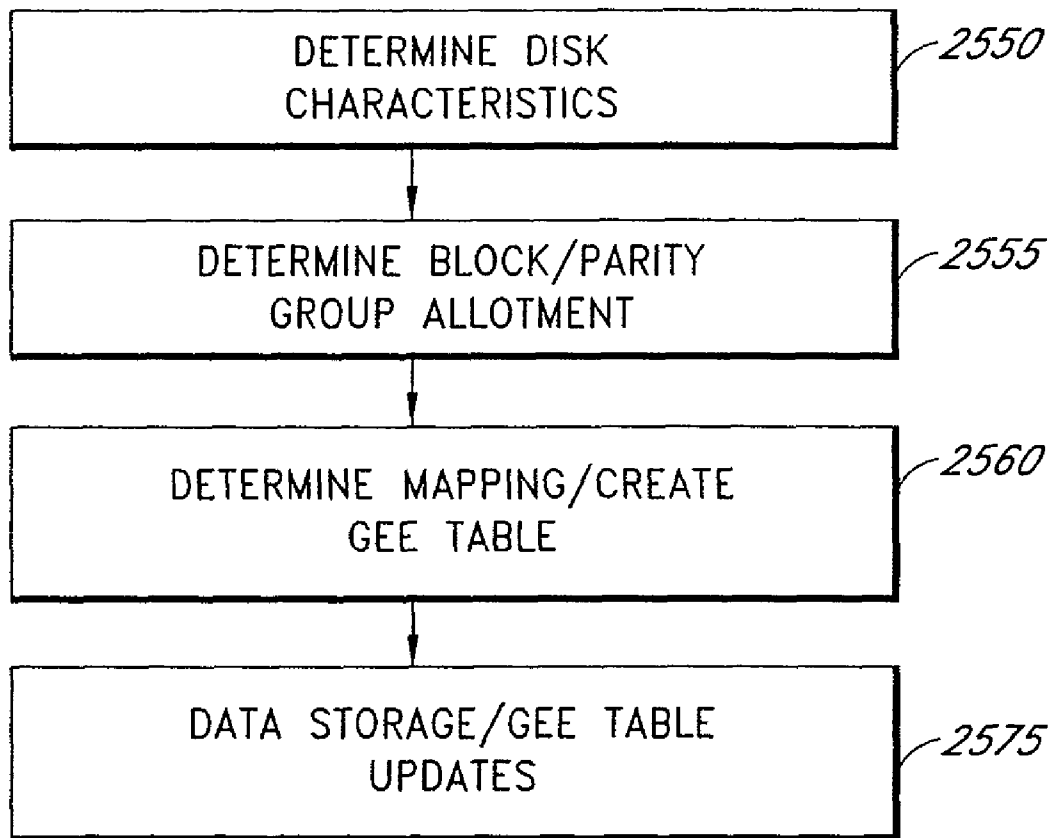 DETERMINE DISK
CHARACTERISTICS
2550
DETERMINE BLOCK/PARITY
GROUP ALLOTMENT
2555
DETERMINE MAPPING/CREATE
GEE TABLE
2560
DATA STORAGE/GEE TABLE
UPDATES
2575